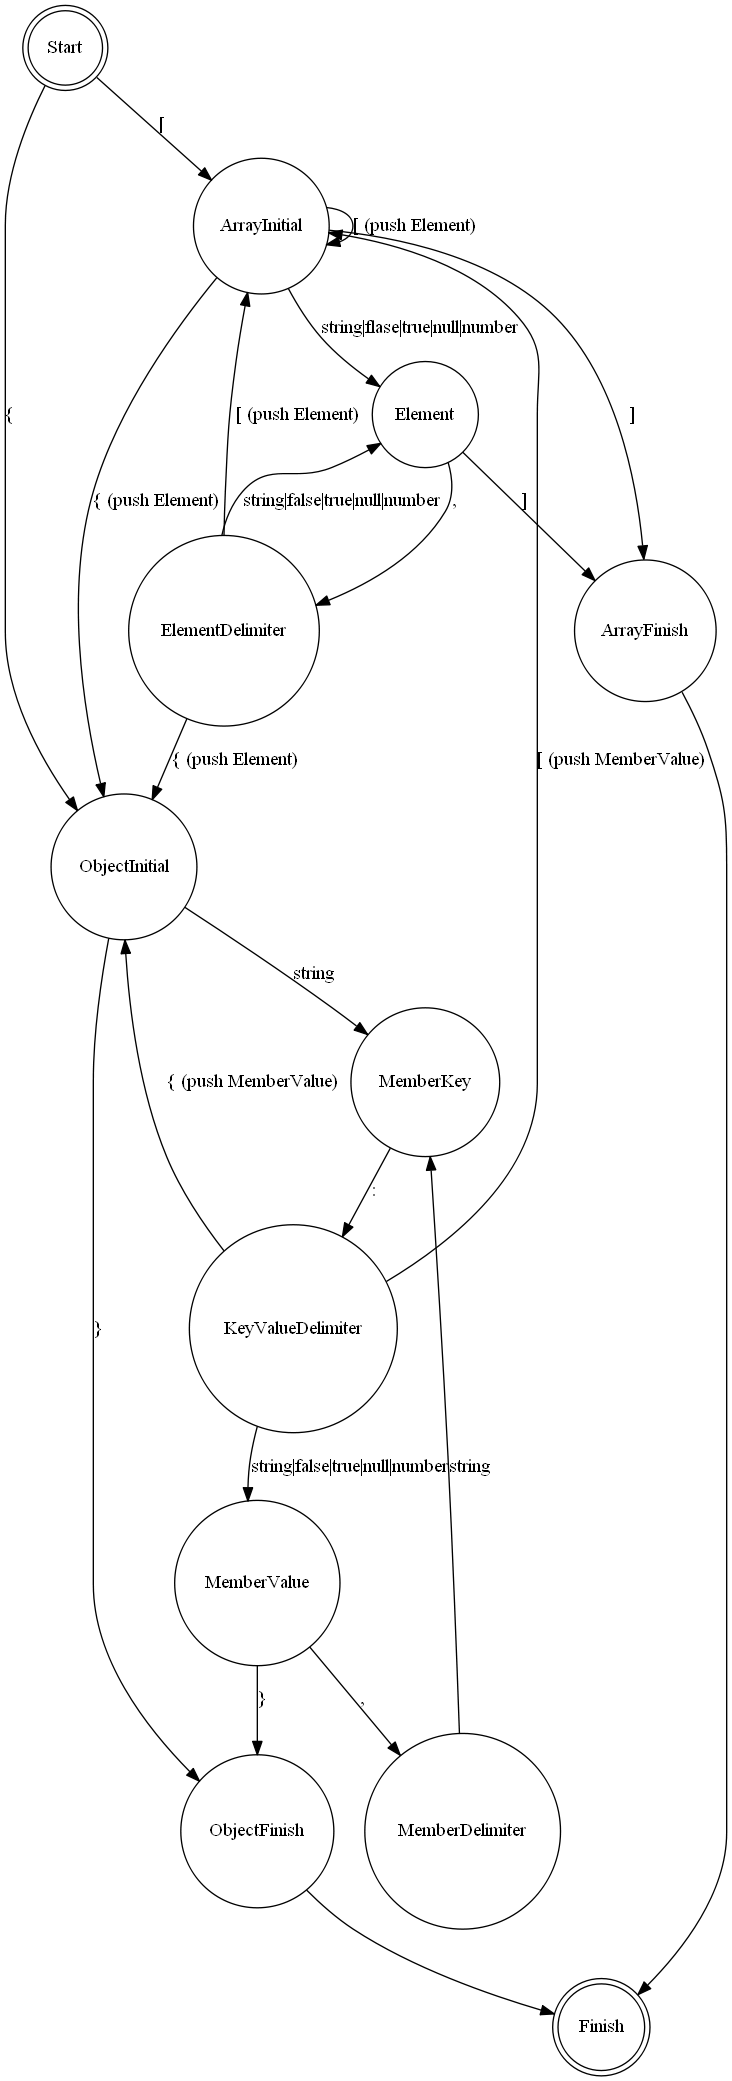 Start
[
ArrayInitial
[ (push Element)
string|flase|true|null|number
{
Element
[ (push Element)
]
{ (push Element)
string|false|true|null|number
,
]
ElementDelimiter
ArrayFinish
{ (push Element)
[ (push MemberValue)
ObjectInitial
string
{ (push MemberValue)
MemberKey
:
}
KeyValueDelimiter
string|false|true|null|number
string
MemberValue
}
,
ObjectFinish
MemberDelimiter
Finish